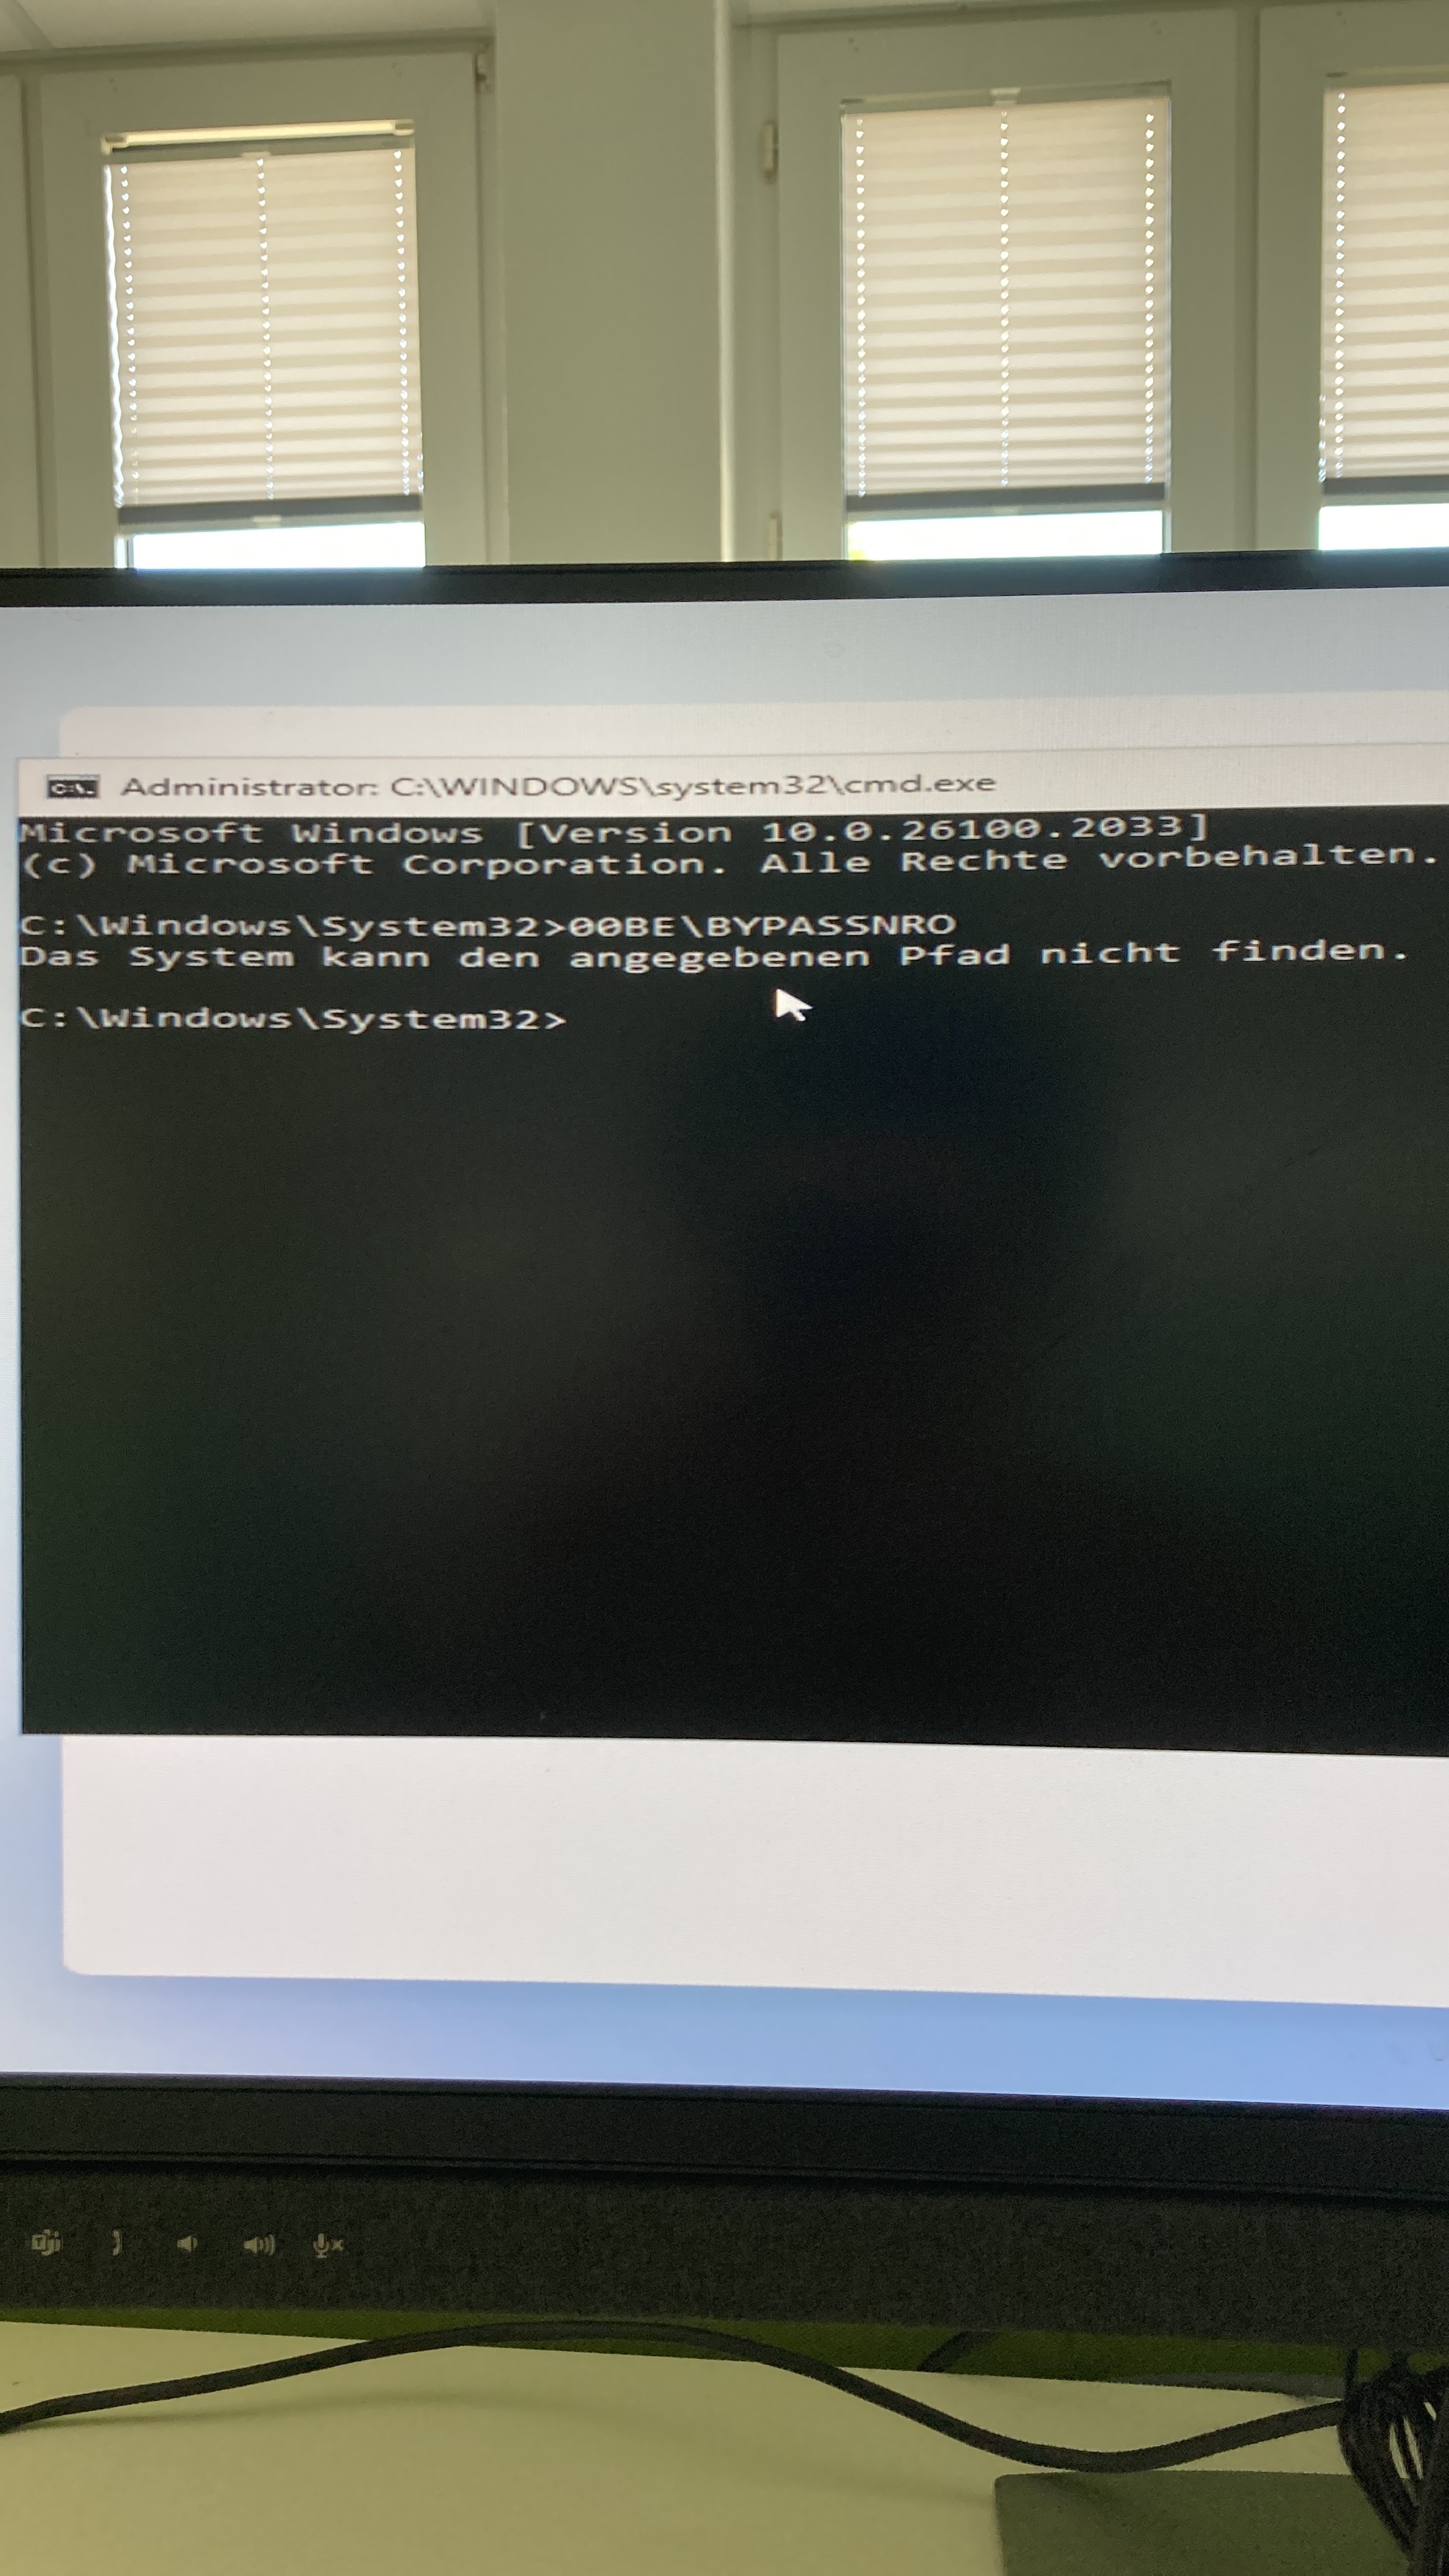 Administrator: C:\WINDOWS\system32\cmd.exe
Microsoft Windows [Version 10.0.26100.2033]
(c) Microsoft Corporation. Alle Rechte vorbehalten.
C:\Windows\System32>00BE\BYPASSNRO
Das System kann den angegebenen Pfad nicht finden.
C:\Windows\System32>